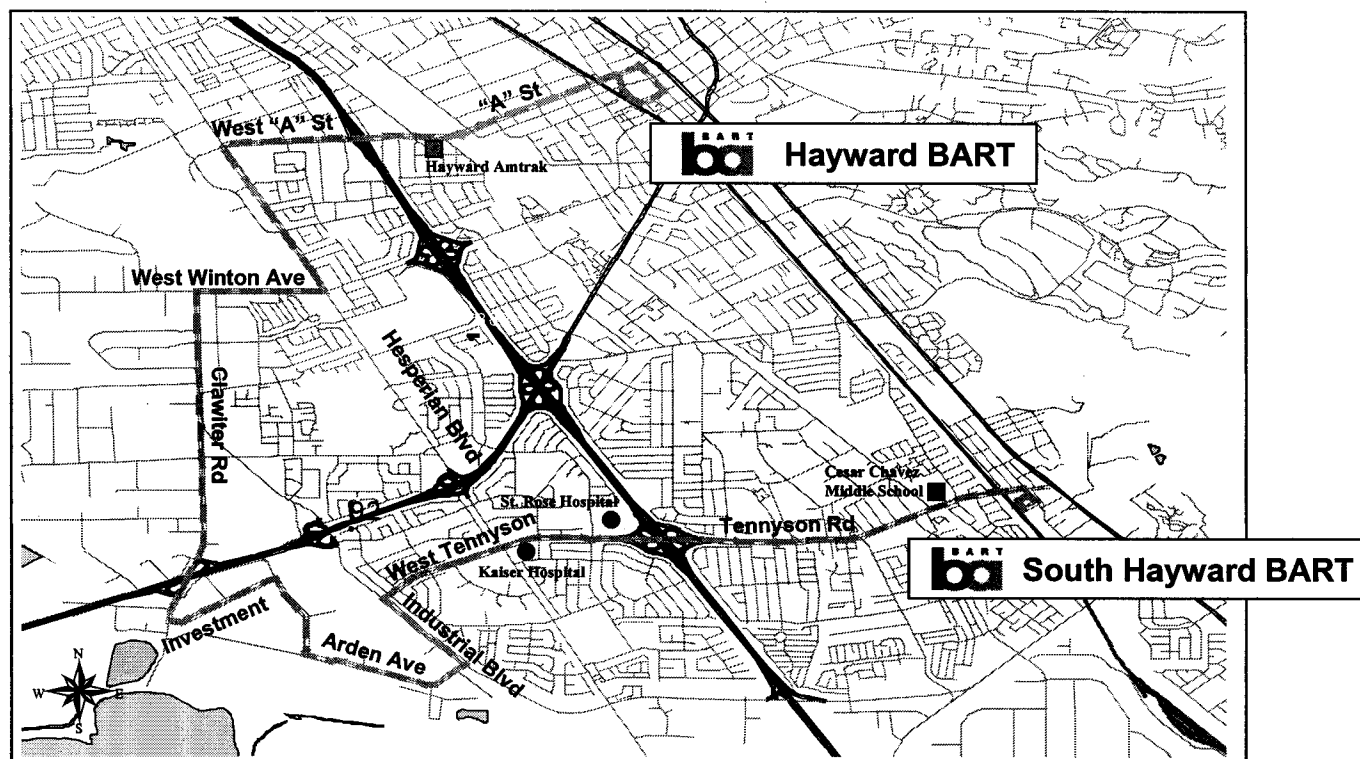 "A" St
West "A" St
Hayward Amtrak
BART
ba Hayward BART
West Winton Ave
Hesperian Blvd
Clawiter Rd
92
Cesar Chavez
Middle School
St. Rose Hospital
Tennyson Rd
West Tennyson
Kaiser Hospital
BART
ba South Hayward BART
Investment
Industrial Blvd
Arden Ave
N
W E
S